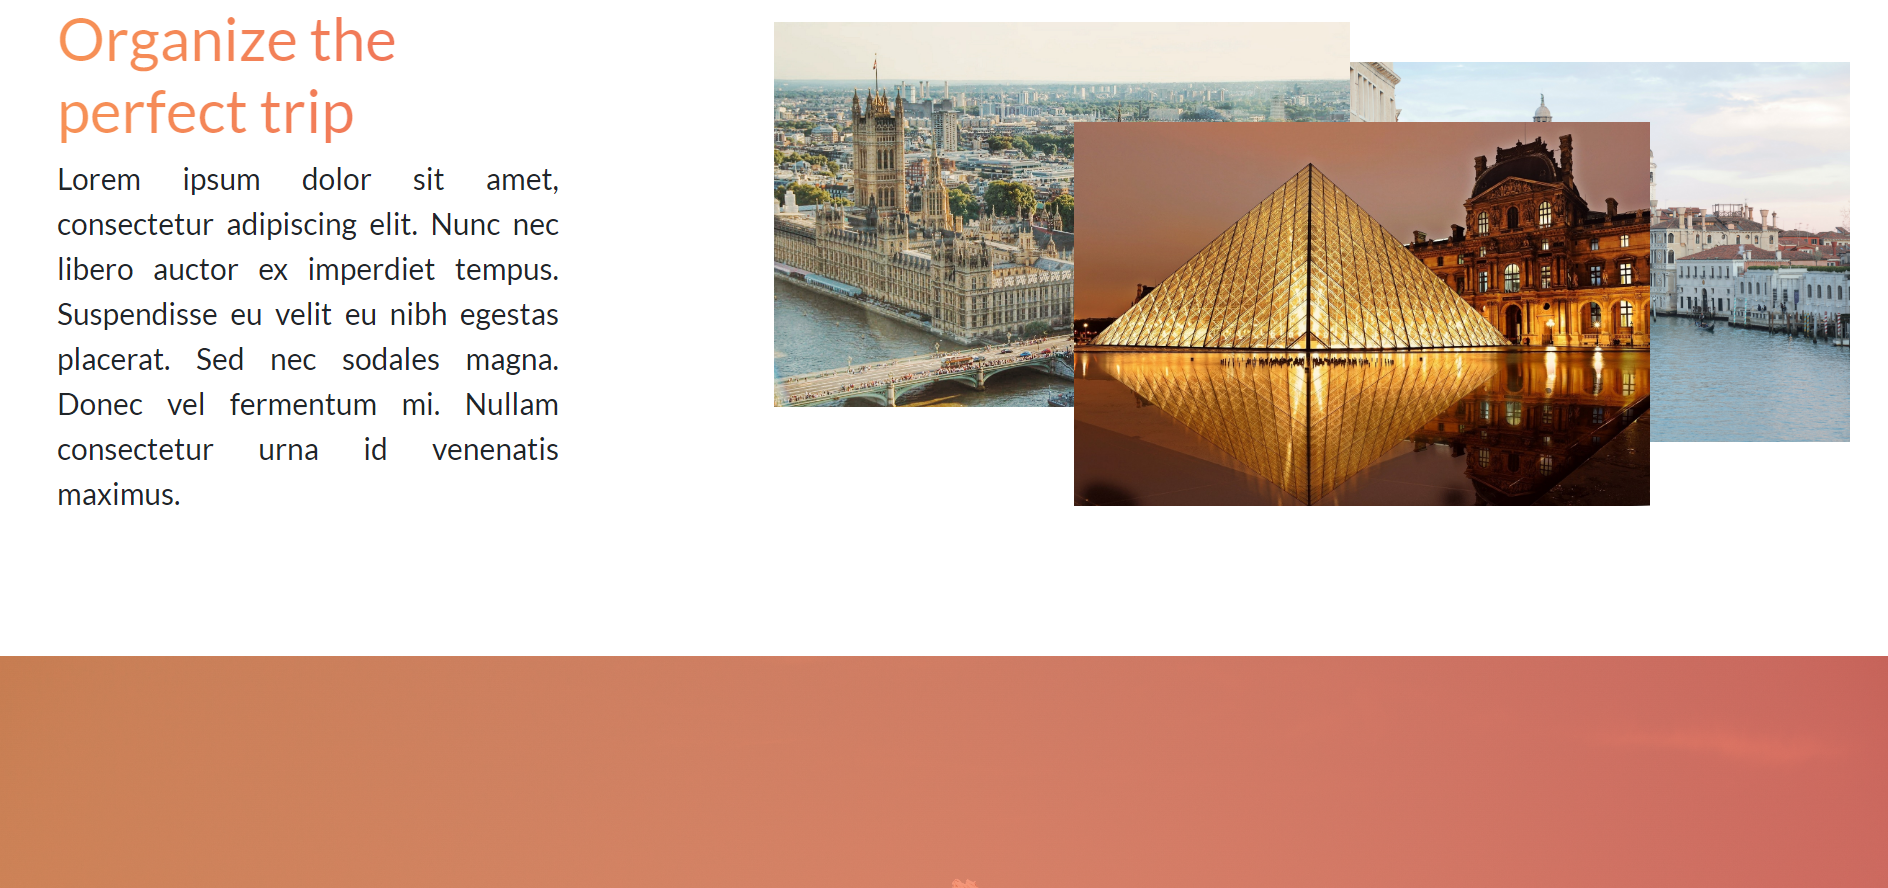 Organize the
perfect trip
Lorem ipsum dolor sit amet,
consectetur adipiscing elit. Nunc nec
libero auctor ex imperdiet tempus.
Suspendisse eu velit eu nibh egestas
placerat. Sed nec sodales magna.
Donec vel fermentum mi. Nullam
consectetur urna id venenatis
maximus.